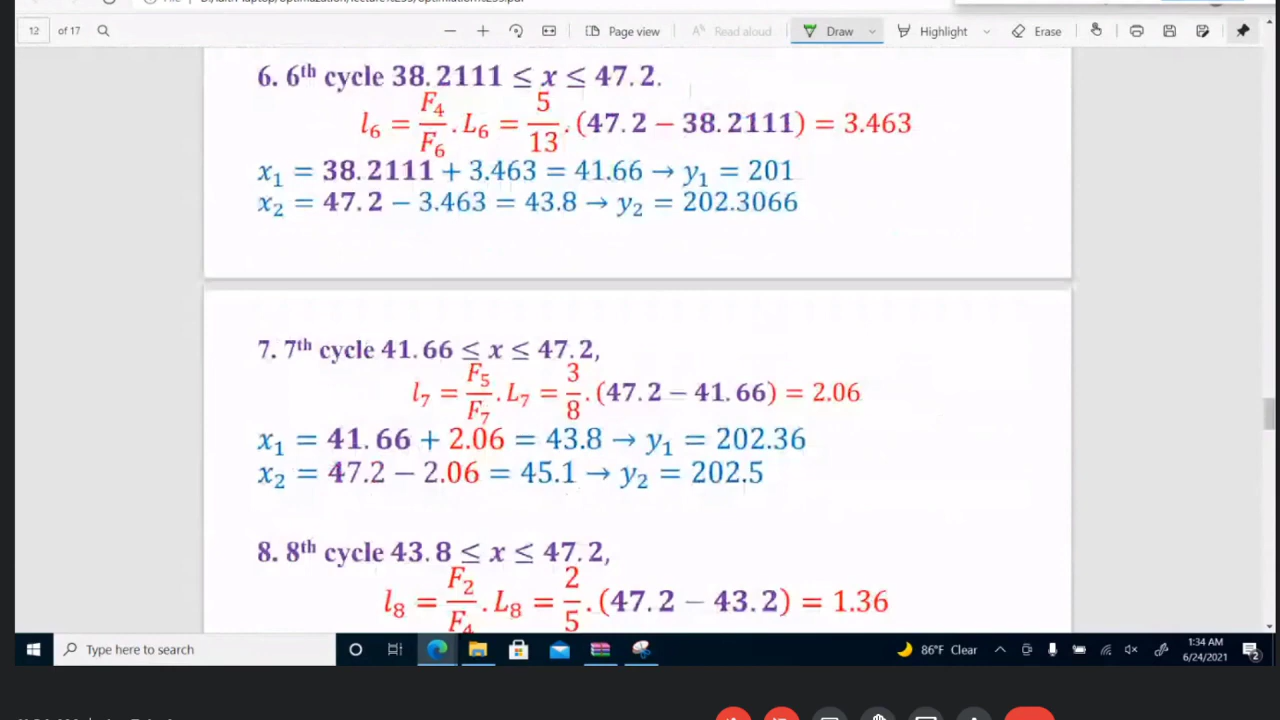 12 of 17 Page view Read aloud Draw Highlight Erase
6. 6th cycle 38.2111 ≤ x ≤ 47.2.
l₆ = F₄/F₆ . L₆ = 5/13 . (47.2 − 38.2111) = 3.463
x₁ = 38.2111 + 3.463 = 41.66 → y₁ = 201
x₂ = 47.2 − 3.463 = 43.8 → y₂ = 202.3066
7. 7th cycle 41.66 ≤ x ≤ 47.2,
l₇ = F₅/F₇ . L₇ = 3/8 . (47.2 − 41.66) = 2.06
x₁ = 41.66 + 2.06 = 43.8 → y₁ = 202.36
x₂ = 47.2 − 2.06 = 45.1 → y₂ = 202.5
8. 8th cycle 43.8 ≤ x ≤ 47.2,
l₈ = F₂/F₄ . L₈ = 2/5 . (47.2 − 43.2) = 1.36
Type here to search 86°F Clear 1:34 AM
6/24/2021 2